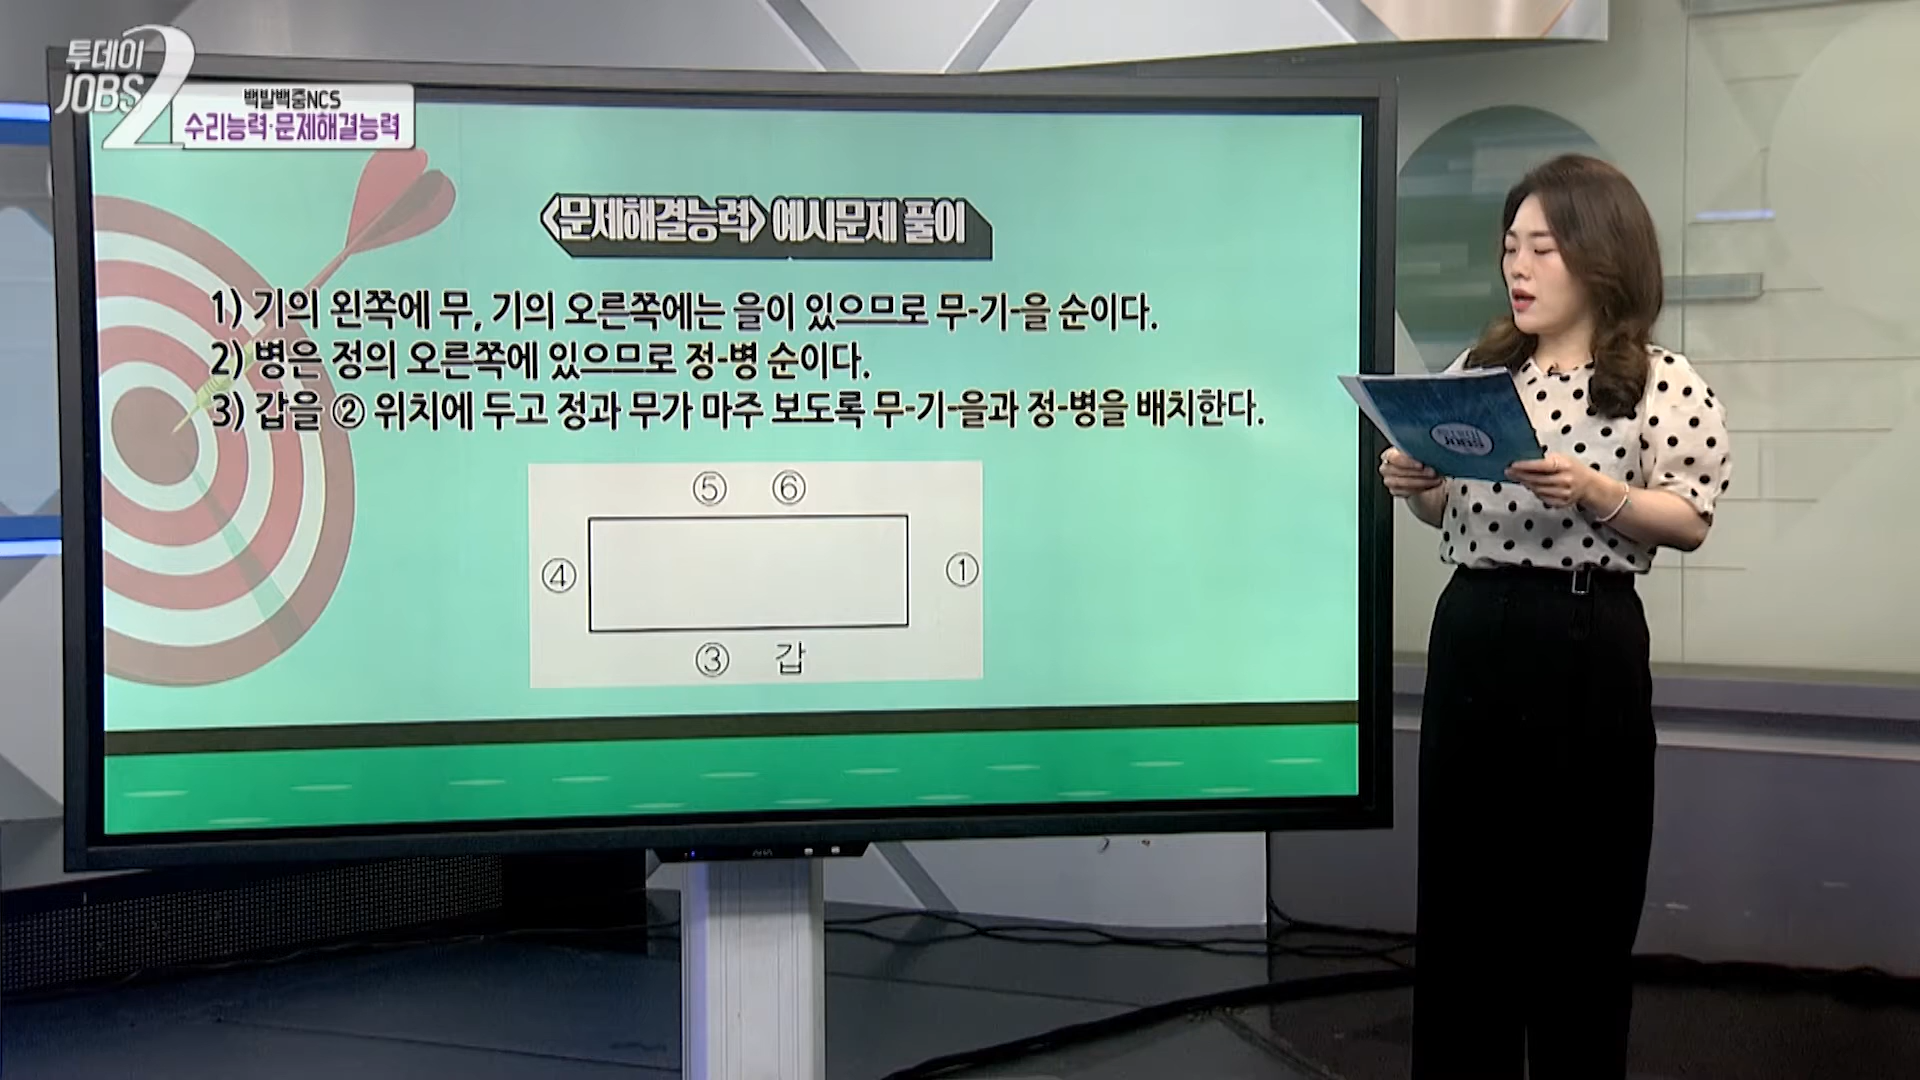 투데이
JOBS
2
백발백중NCS
수리능력·문제해결능력
<문제해결능력> 예시문제 풀이
1) 기의 왼쪽에 무, 기의 오른쪽에는 을이 있으므로 무-기-을 순이다.
2) 병은 정의 오른쪽에 있으므로 정-병 순이다.
3) 갑을 ② 위치에 두고 정과 무가 마주 보도록 무-기-을과 정-병을 배치한다.
⑤ ⑥
④ ①
③ 갑
JOBS